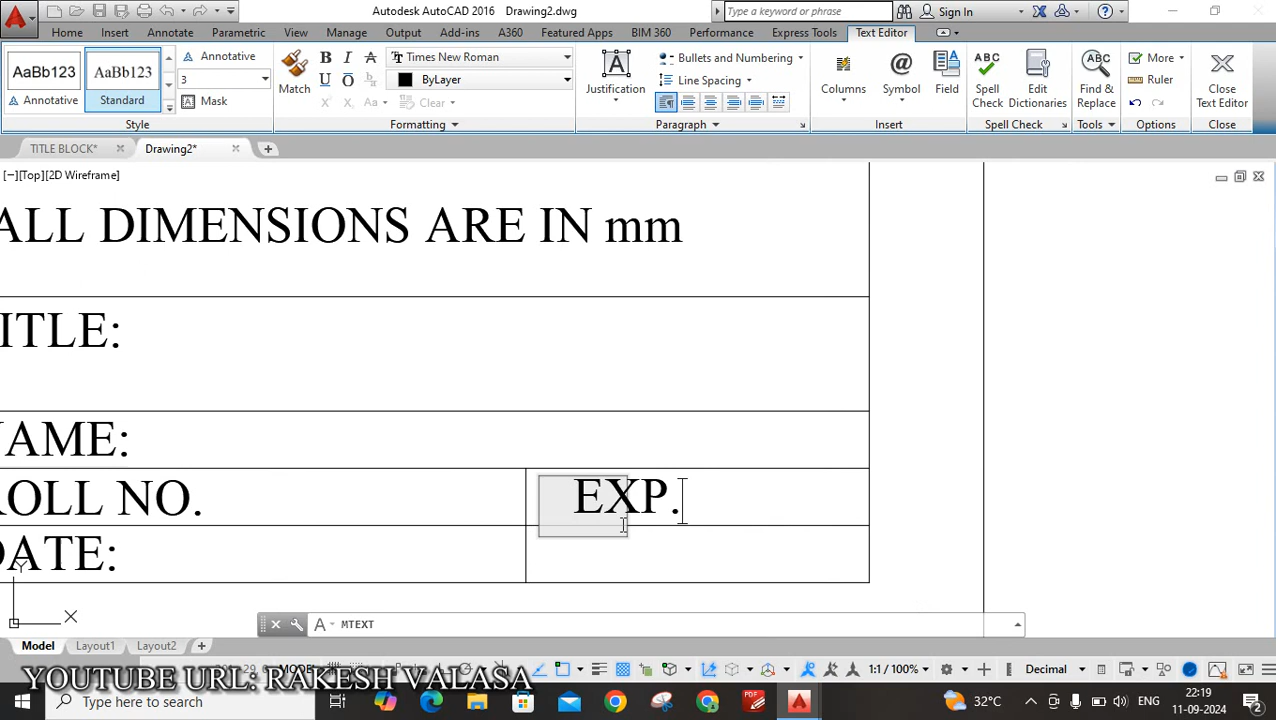 Autodesk AutoCAD 2016 Drawing2.dwg
Type a keyword or phrase
Sign In
Home Insert Annotate Parametric View Manage Output Add-ins A360 Featured Apps BIM 360 Performance Express Tools Text Editor
AaBb123 Annotative
AaBb123 Standard
Annotative
3
Mask
Style
Match
Times New Roman
ByLayer
Clear
Formatting
Justification
Bullets and Numbering
Line Spacing
Paragraph
Columns
Symbol
Field
Insert
Spell Check
Edit Dictionaries
Spell Check
Find & Replace
Tools
More
Ruler
Options
Close Text Editor
Close
TITLE BLOCK* Drawing2*
[−][Top][2D Wireframe]
ALL DIMENSIONS ARE IN mm
ITLE:
NAME:
ROLL NO. EXP.
DATE:
Y
X
MTEXT
Model Layout1 Layout2
MODEL
1:1 / 100%
Decimal
YOUTUBE URL: RAKESH VALASA
Type here to search
32°C
ENG
22:19
11-09-2024
2